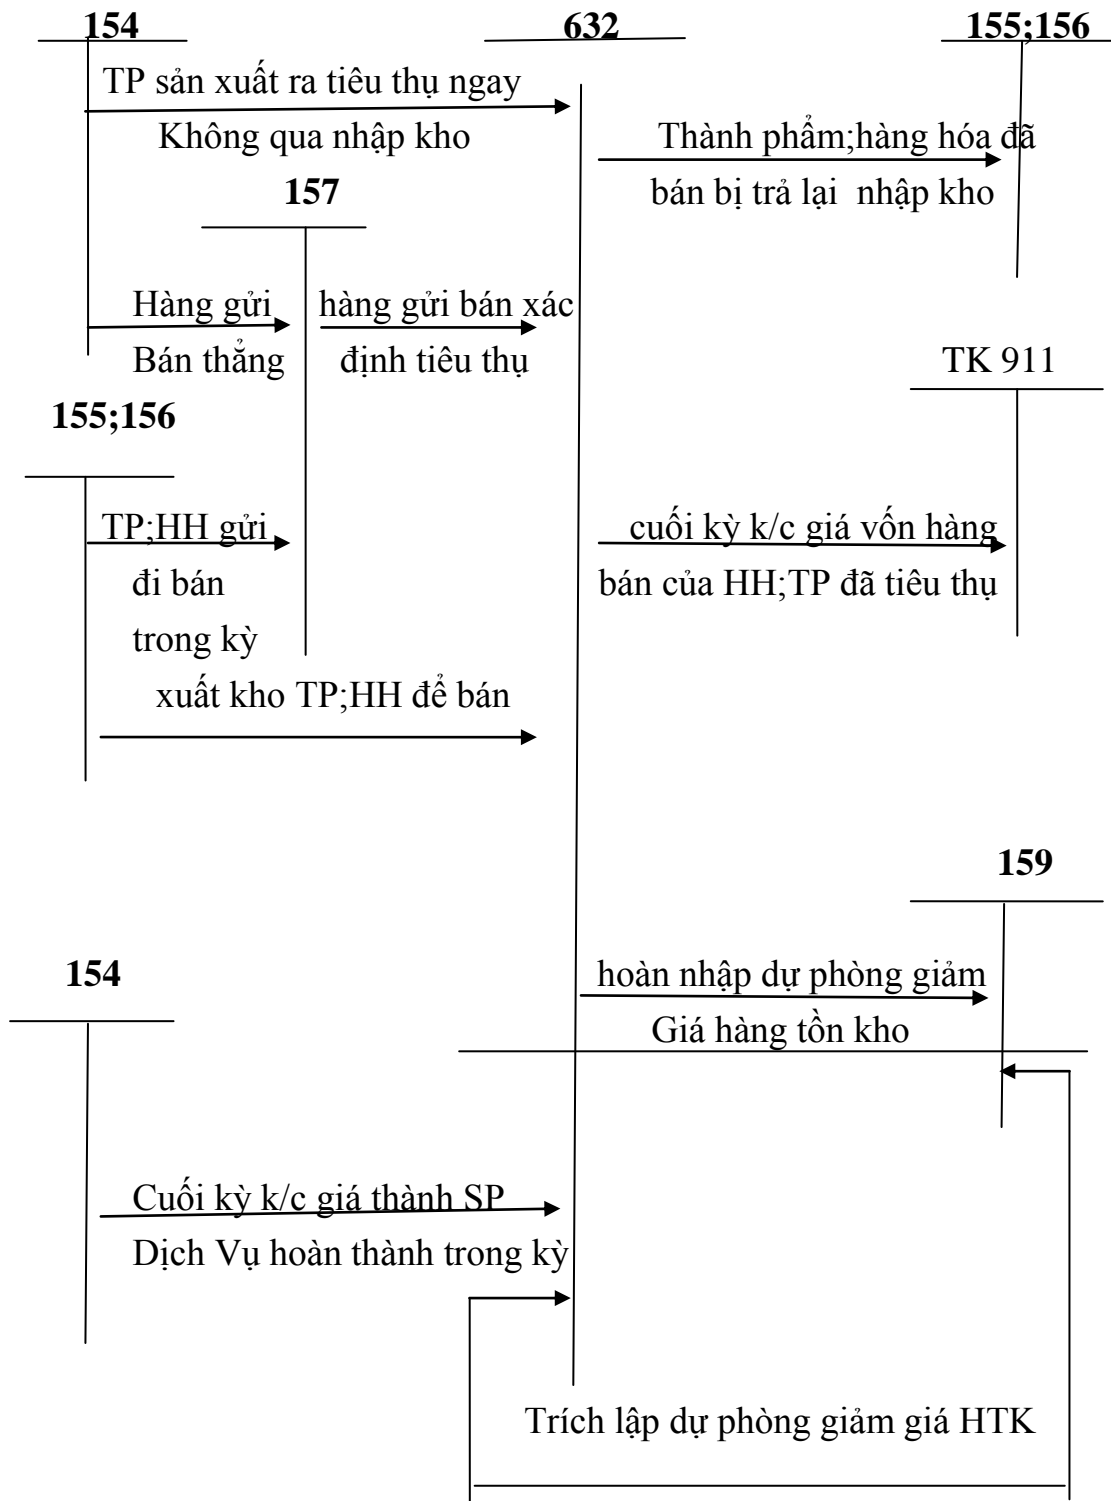 154
632
155;156
TP sản xuất ra tiêu thụ ngay
Không qua nhập kho
Thành phẩm;hàng hóa đã
bán bị trả lại nhập kho
157
Hàng gửi
Bán thẳng
hàng gửi bán xác
định tiêu thụ
TK 911
155;156
TP;HH gửi
đi bán
trong kỳ
cuối kỳ k/c giá vốn hàng
bán của HH;TP đã tiêu thụ
xuất kho TP;HH để bán
159
154
hoàn nhập dự phòng giảm
Giá hàng tồn kho
Cuối kỳ k/c giá thành SP
Dịch Vụ hoàn thành trong kỳ
Trích lập dự phòng giảm giá HTK